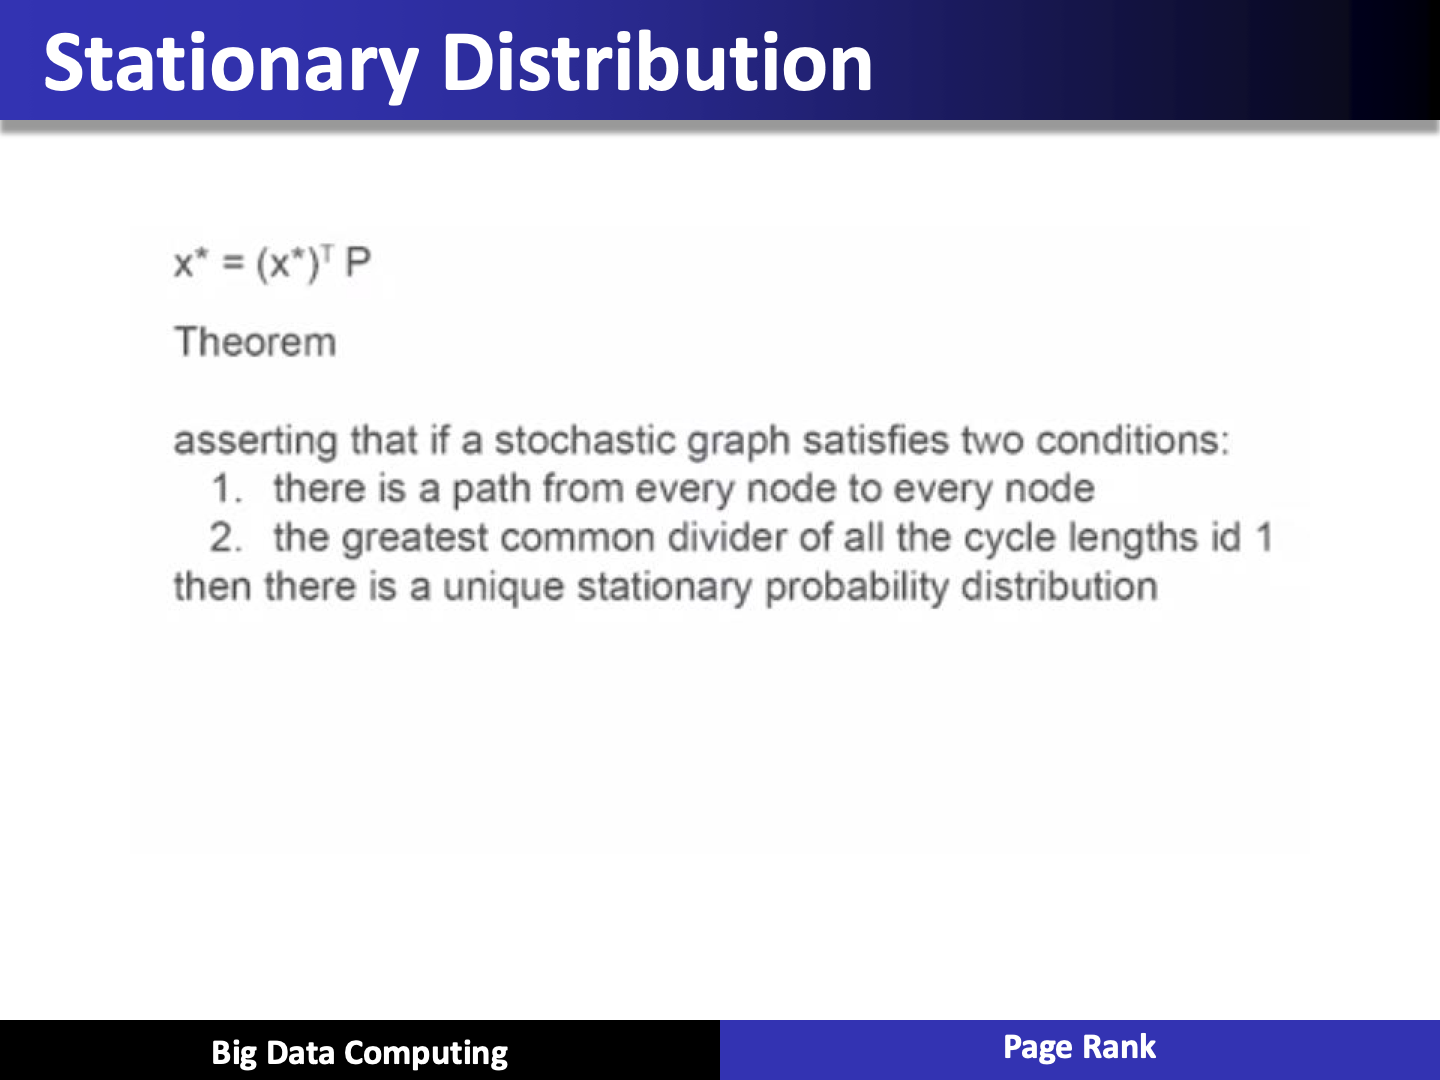 Stationary Distribution
x* = (x*)ᵀ P
Theorem
asserting that if a stochastic graph satisfies two conditions:
1. there is a path from every node to every node
2. the greatest common divider of all the cycle lengths id 1
then there is a unique stationary probability distribution
Big Data Computing
Page Rank